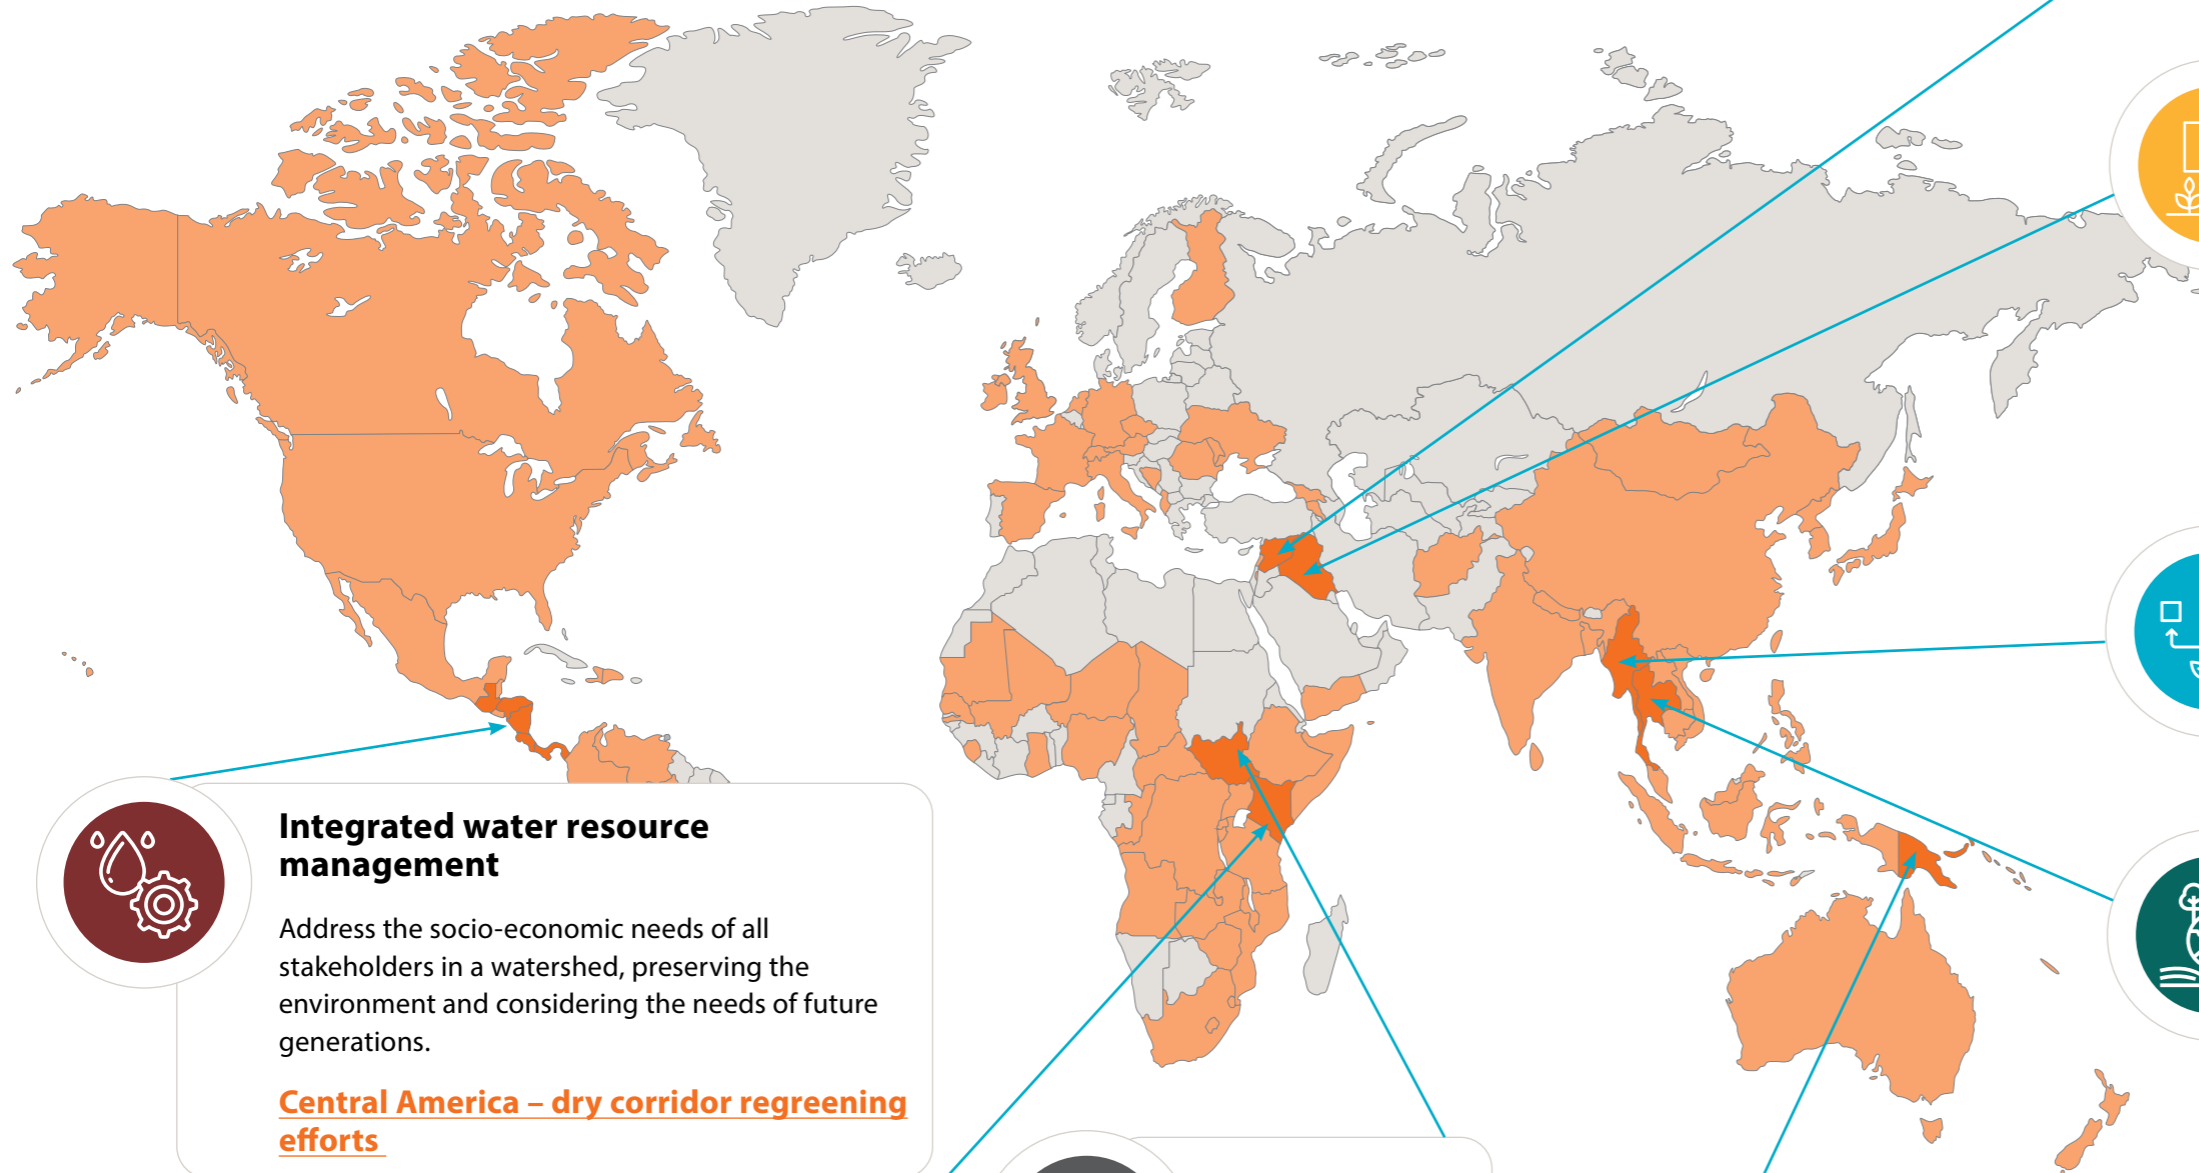 Integrated water resource
management
Address the socio-economic needs of all
stakeholders in a watershed, preserving the
environment and considering the needs of future
generations.
Central America – dry corridor regreening
efforts